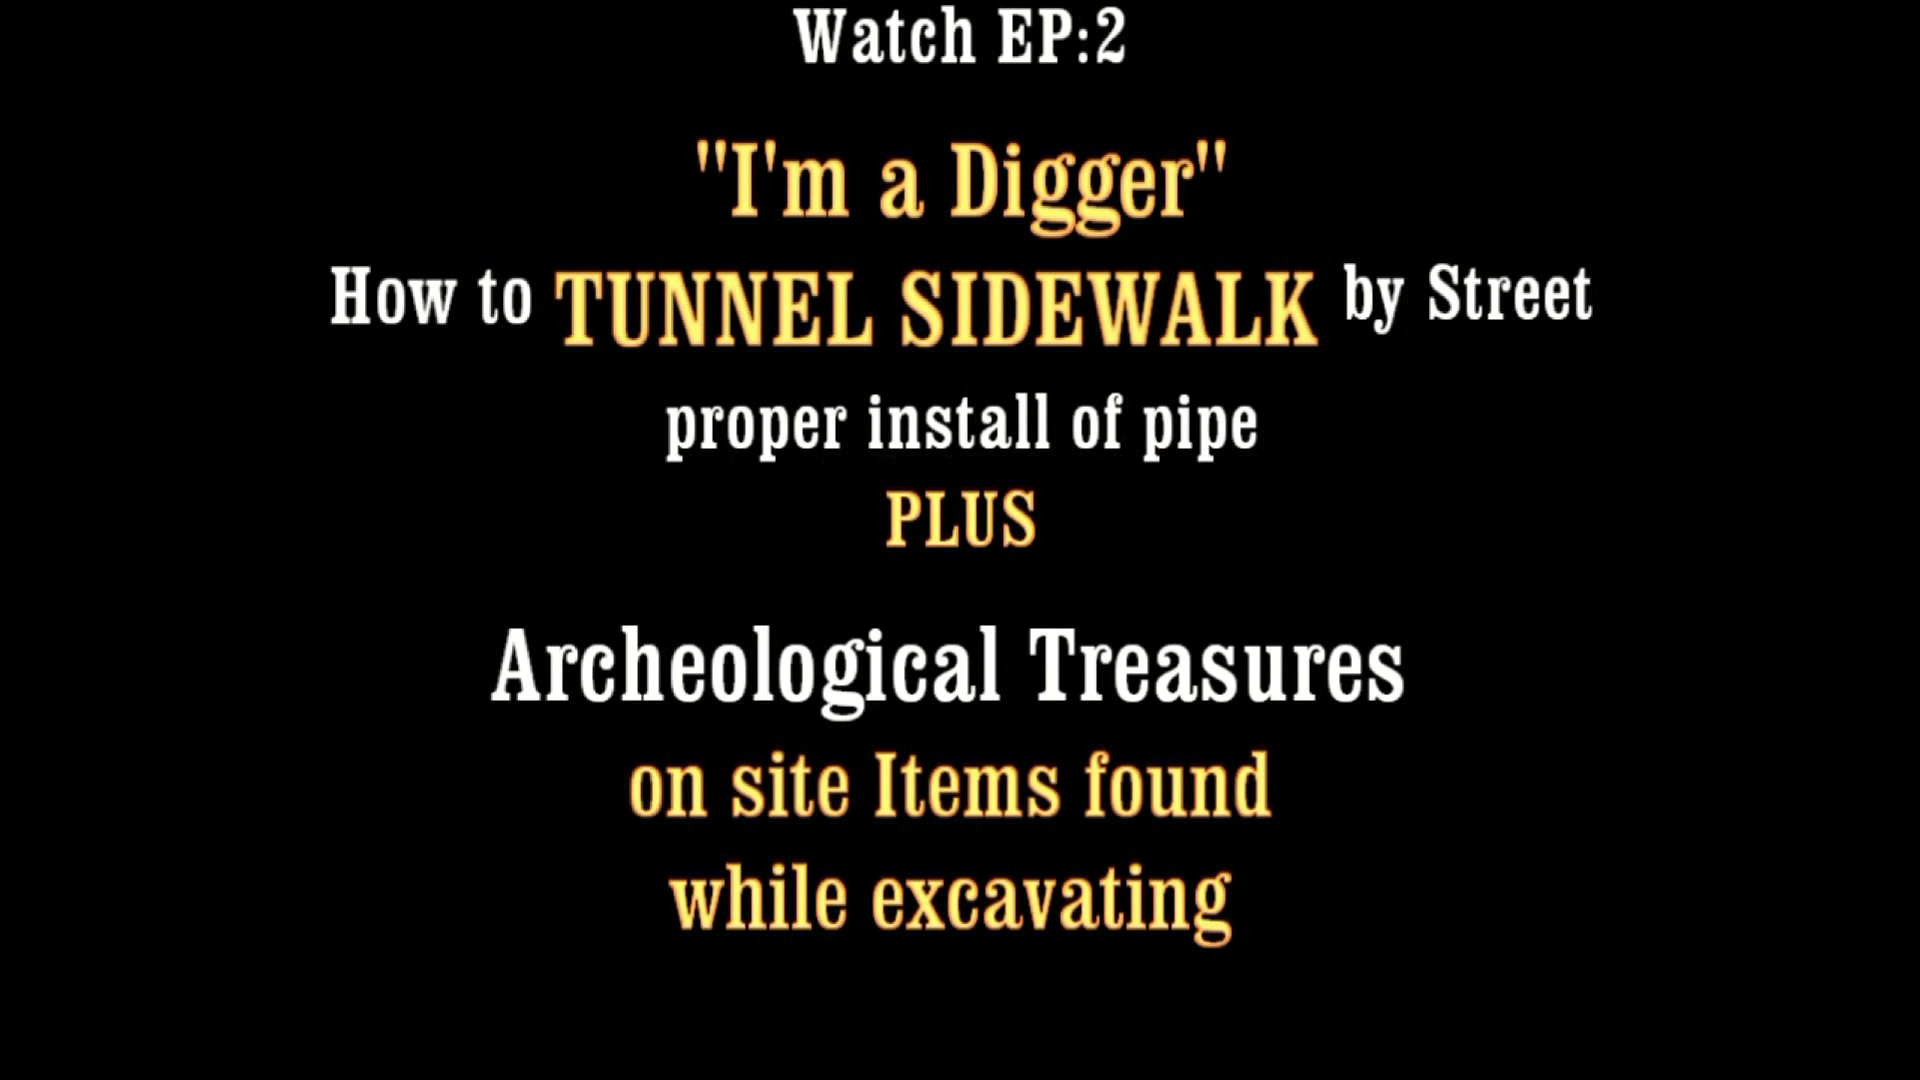 Watch EP:2
"I'm a Digger"
How to TUNNEL SIDEWALK by Street
proper install of pipe
PLUS
Archeological Treasures
on site Items found
while excavating